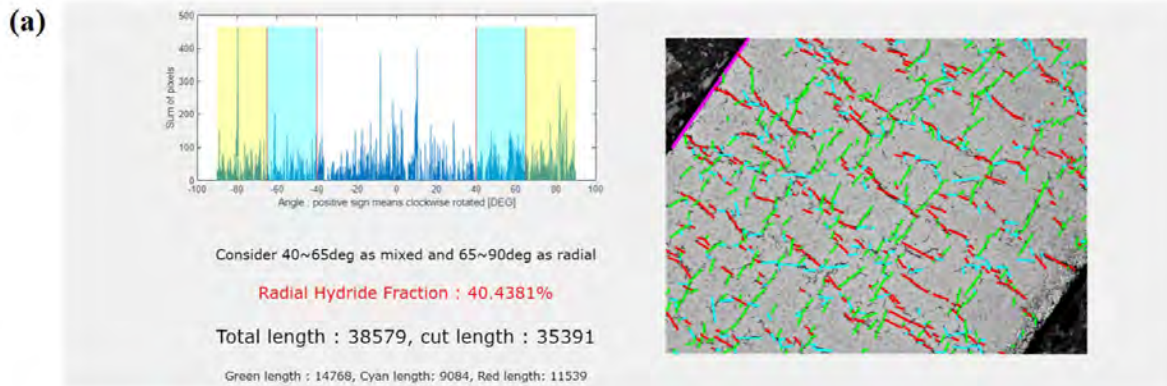 (a)
500
400
300
200
100
0
Sum of pixels
-100 -80 -60 -40 -20 0 20 40 60 80 100
Angle : positive sign means clockwise rotated [DEG]
Consider 40~65deg as mixed and 65~90deg as radial
Radial Hydride Fraction : 40.4381%
Total length : 38579, cut length : 35391
Green length : 14768, Cyan length: 9084, Red length: 11539